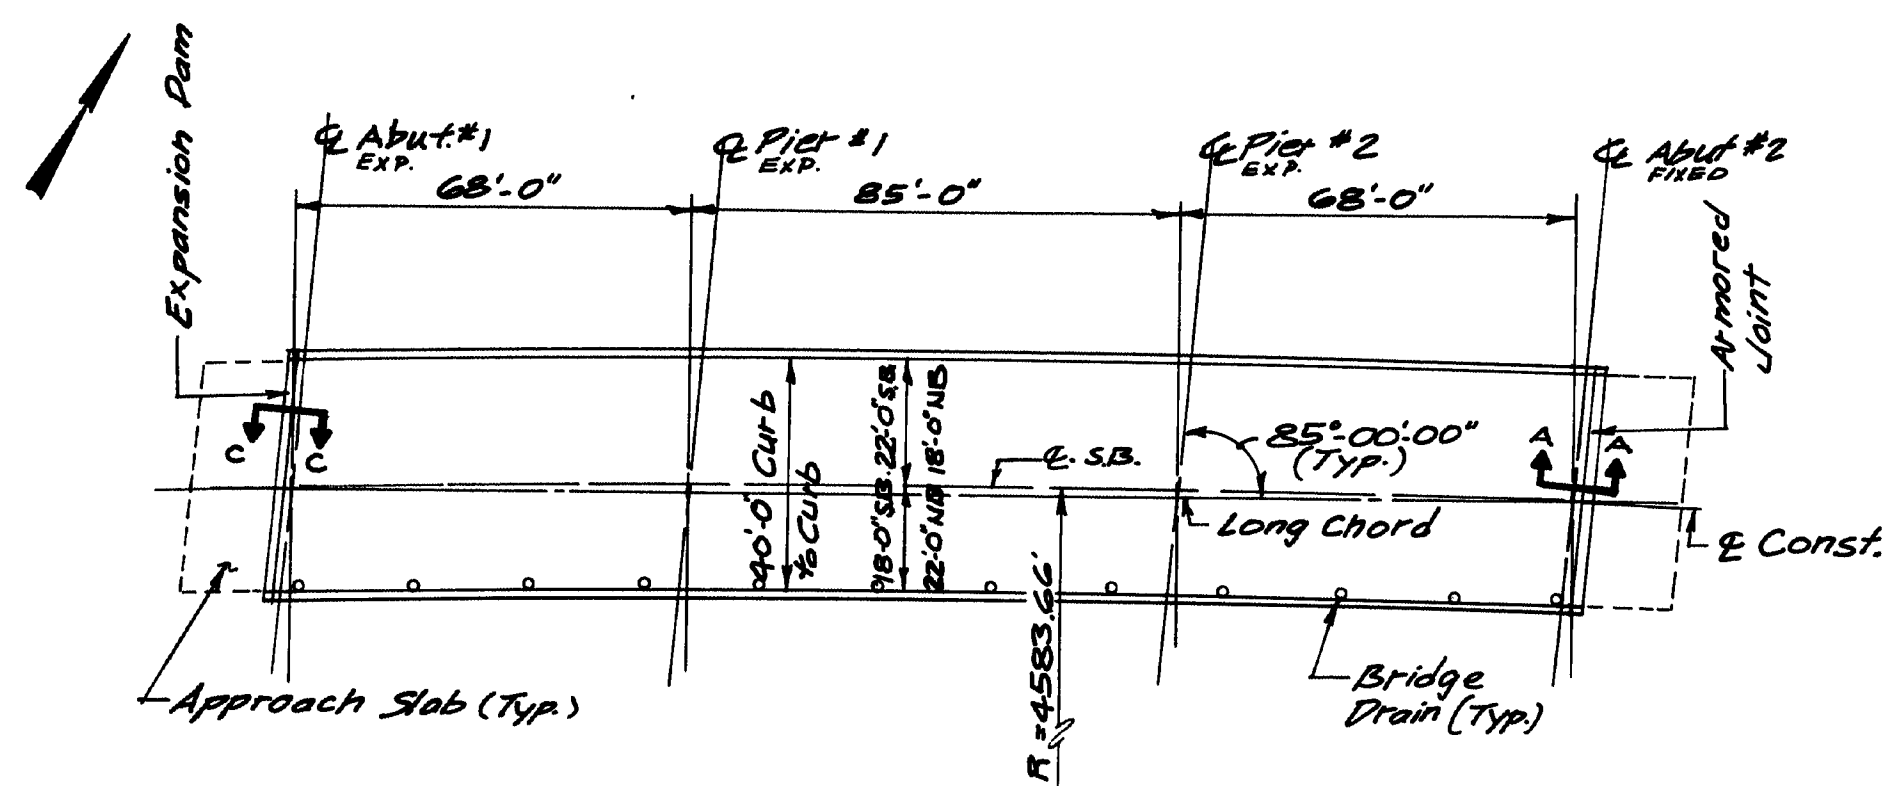 Expansion Dam
℄ Abut. #1
EXP.
℄ Pier #1
EXP.
℄ Pier #2
EXP.
℄ Abut #2
FIXED
68'-0"
85'-0"
68'-0"
Armored
Joint
40'-0" Curb
to Curb
18'-0" S.B. 22'-0" S.B.
22'-0" N.B. 18'-0" N.B.
85°-00'-00"
(Typ.)
℄ S.B.
C
C
A
A
Long Chord
℄ Const.
R = 4583.66'
Approach Slab (Typ.)
Bridge
Drain (Typ.)